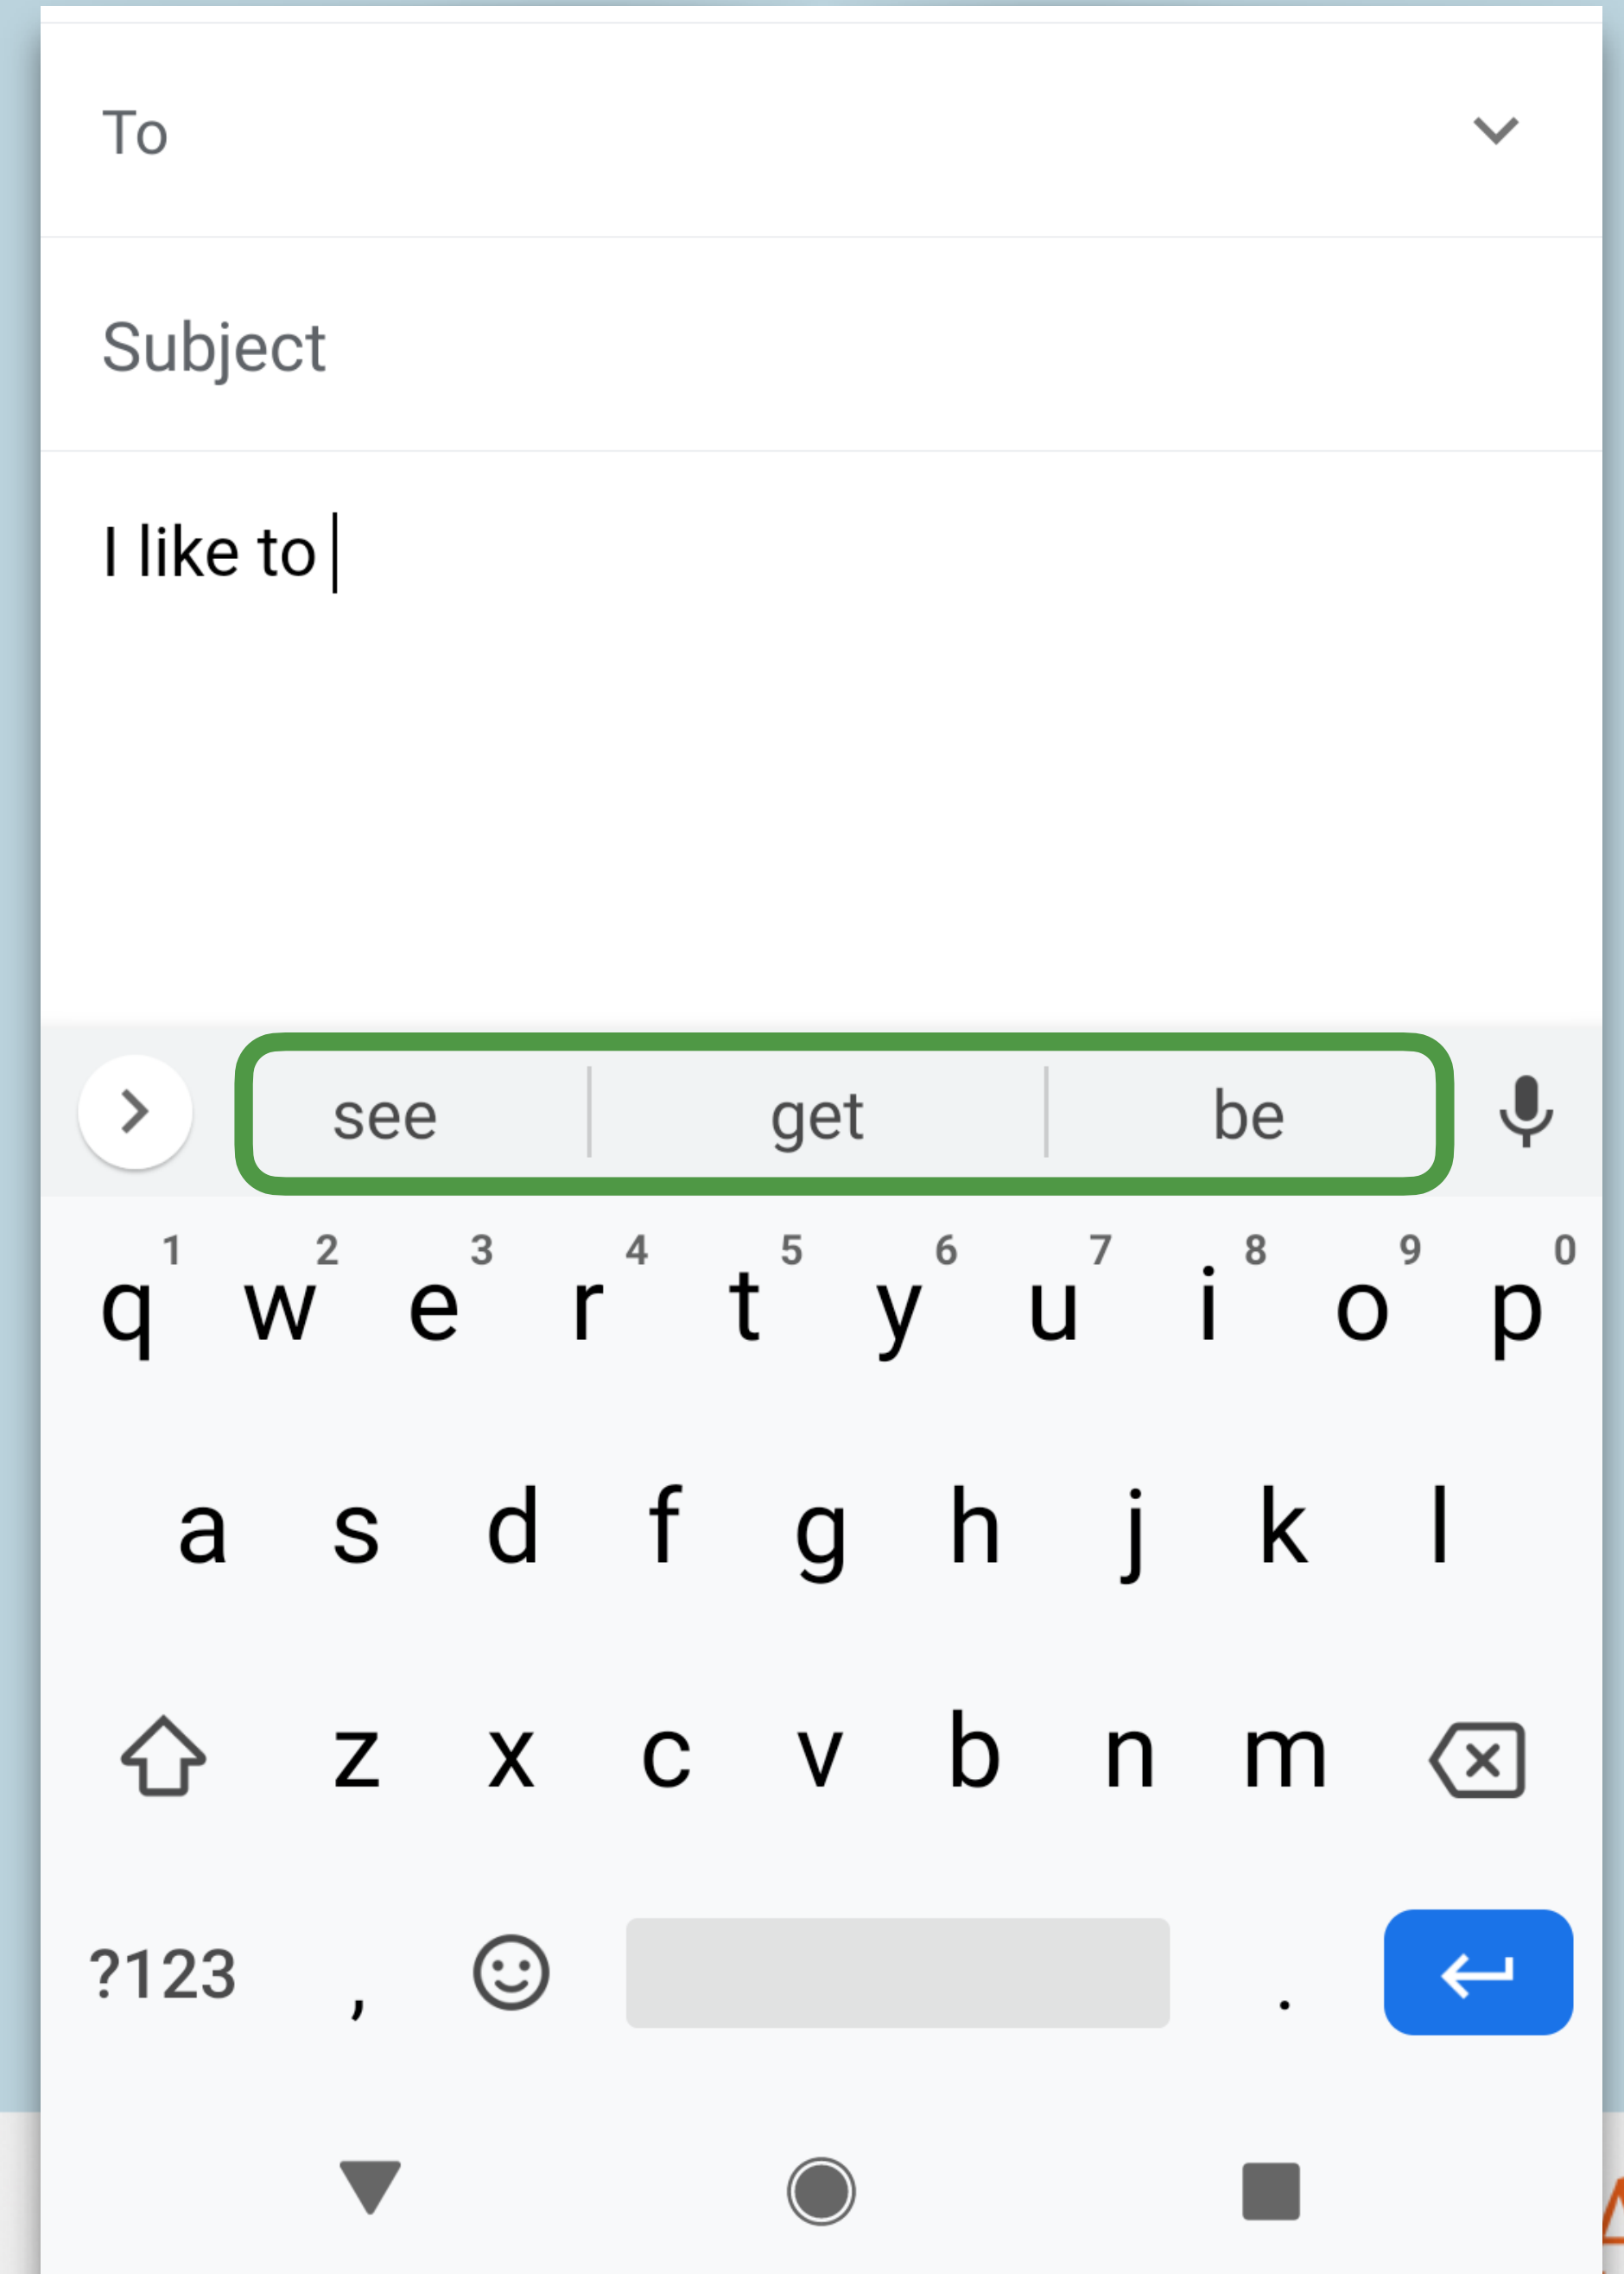 To
Subject
I like to
see get be
1 2 3 4 5 6 7 8 9 0
q w e r t y u i o p
a s d f g h j k l
z x c v b n m
?123 , .